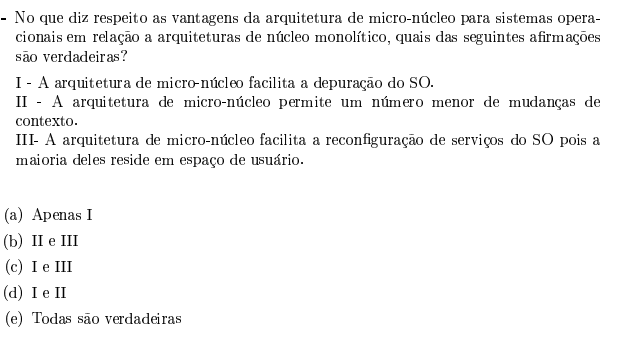 - No que diz respeito as vantagens da arquitetura de micro-núcleo para sistemas opera-
cionais em relação a arquiteturas de núcleo monolítico, quais das seguintes afirmações
são verdadeiras?
I - A arquitetura de micro-núcleo facilita a depuração do SO.
II - A arquitetura de micro-núcleo permite um número menor de mudanças de
contexto.
III- A arquitetura de micro-núcleo facilita a reconfiguração de serviços do SO pois a
maioria deles reside em espaço de usuário.
(a) Apenas I
(b) II e III
(c) I e III
(d) I e II
(e) Todas são verdadeiras